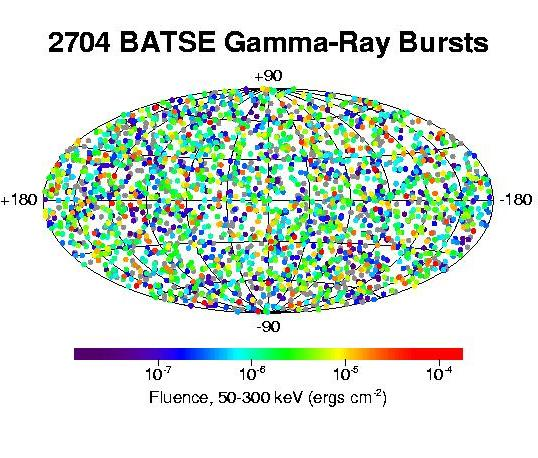 2704 BATSE Gamma-Ray Bursts
+90
+180
-180
-90
10⁻⁷ 10⁻⁶ 10⁻⁵ 10⁻⁴
Fluence, 50-300 keV (ergs cm⁻²)